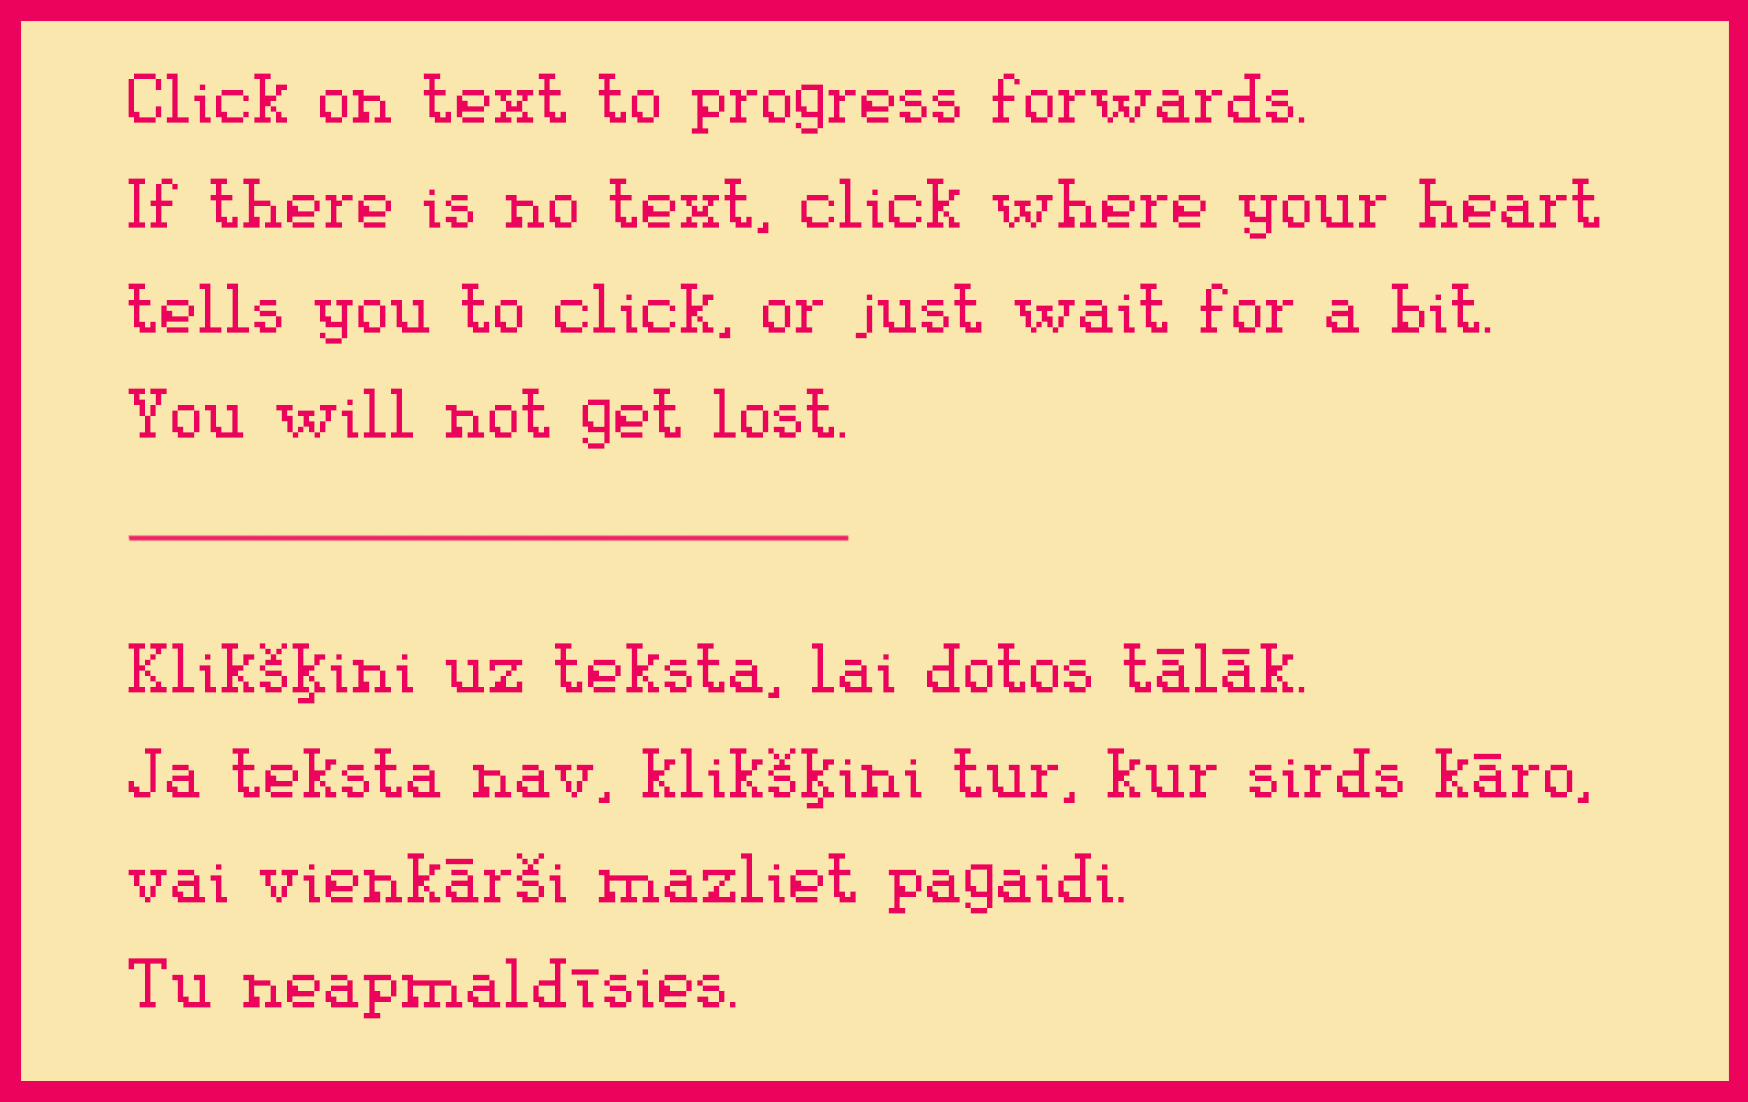 Click on text to progress forwards.
If there is no text, click where your heart
tells you to click, or just wait for a bit.
You will not get lost.
Klikšķini uz teksta, lai dotos tālāk.
Ja teksta nav, klikšķini tur, kur sirds kāro,
vai vienkārši mazliet pagaidi.
Tu neapmaldīsies.